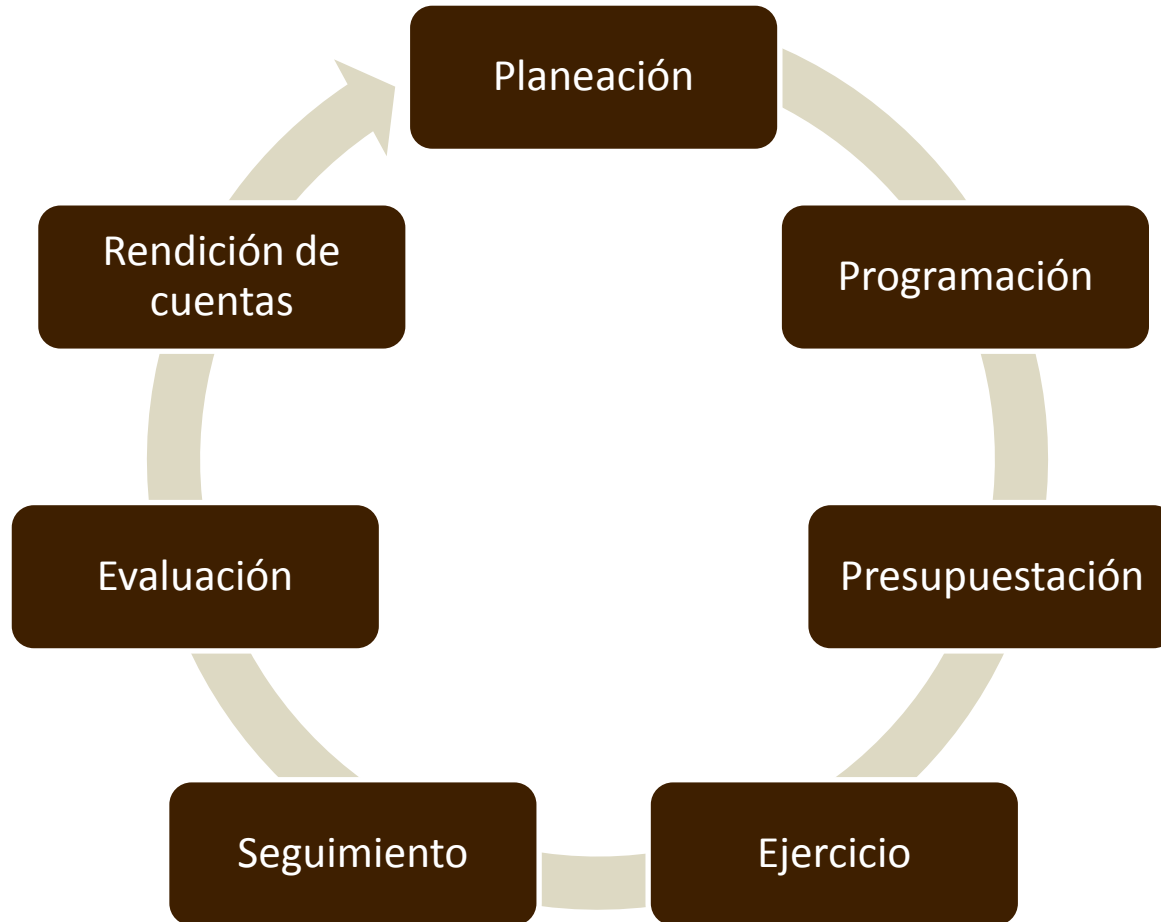 Planeación
Programación
Presupuestación
Ejercicio
Seguimiento
Evaluación
Rendición de
cuentas